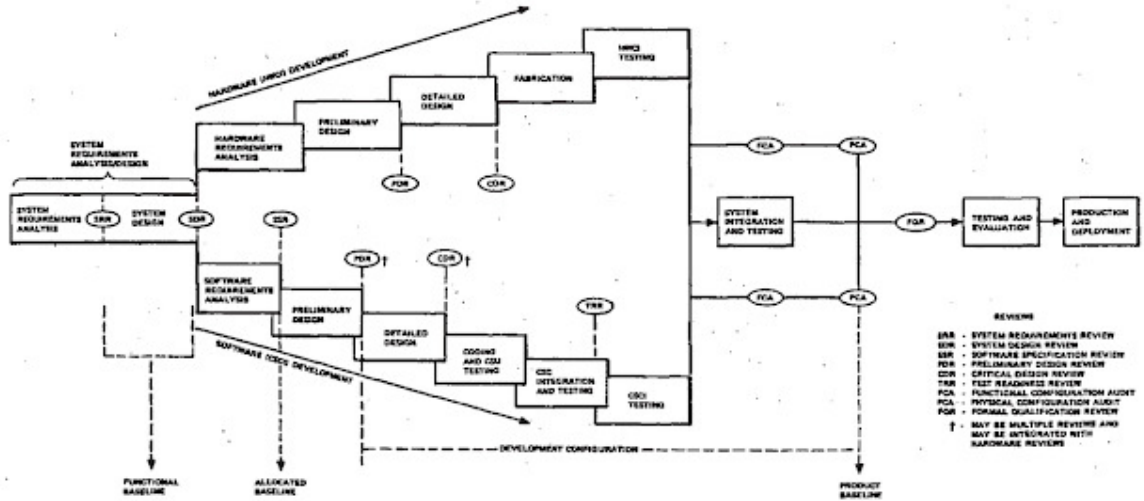 HARDWARE (HWCI) DEVELOPMENT
HWCI
TESTING
FABRICATION
DETAILED
DESIGN
PRELIMINARY
DESIGN
HARDWARE
REQUIREMENTS
ANALYSIS
SYSTEM
REQUIREMENTS
ANALYSIS/DESIGN
SYSTEM
REQUIREMENTS
ANALYSIS
SRR
SYSTEM
DESIGN
SDR
SSR
PDR
CDR
FCA
PCA
SYSTEM
INTEGRATION
AND TESTING
FQR
TESTING AND
EVALUATION
PRODUCTION
AND
DEPLOYMENT
PDR †
CDR †
SOFTWARE
REQUIREMENTS
ANALYSIS
PRELIMINARY
DESIGN
DETAILED
DESIGN
CODING
AND CSU
TESTING
CSC
INTEGRATION
AND TESTING
TRR
CSCI
TESTING
FCA
PCA
SOFTWARE (CSCI) DEVELOPMENT
REVIEWS
SRR - SYSTEM REQUIREMENTS REVIEW
SDR - SYSTEM DESIGN REVIEW
SSR - SOFTWARE SPECIFICATION REVIEW
PDR - PRELIMINARY DESIGN REVIEW
CDR - CRITICAL DESIGN REVIEW
TRR - TEST READINESS REVIEW
FCA - FUNCTIONAL CONFIGURATION AUDIT
PCA - PHYSICAL CONFIGURATION AUDIT
FQR - FORMAL QUALIFICATION REVIEW
† - MAY BE MULTIPLE REVIEWS AND
MAY BE INTEGRATED WITH
HARDWARE REVIEWS
DEVELOPMENT CONFIGURATION
FUNCTIONAL
BASELINE
ALLOCATED
BASELINE
PRODUCT
BASELINE